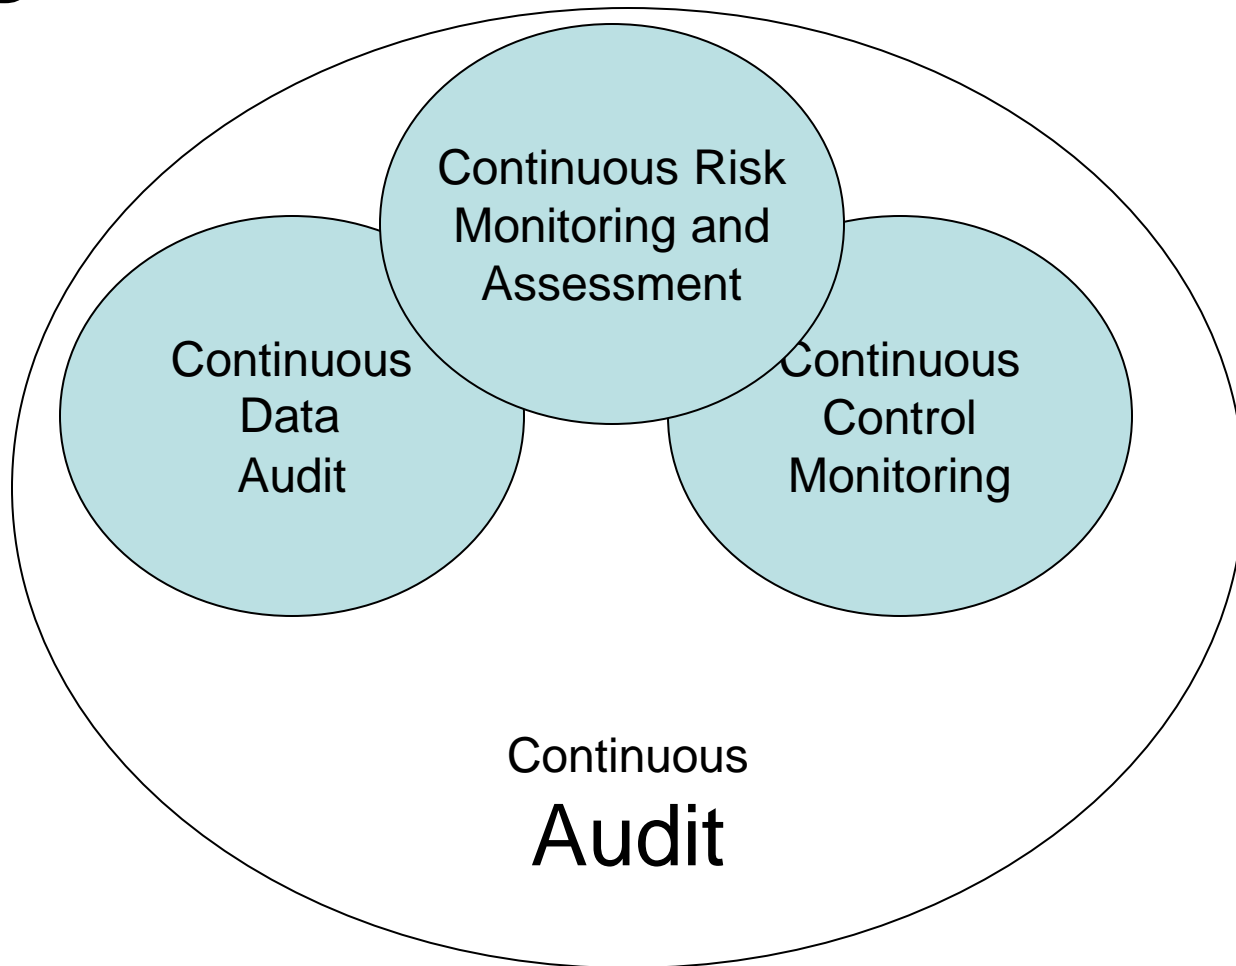 Continuous Risk
Monitoring and
Assessment
Continuous
Data
Audit
Continuous
Control
Monitoring
Continuous
Audit